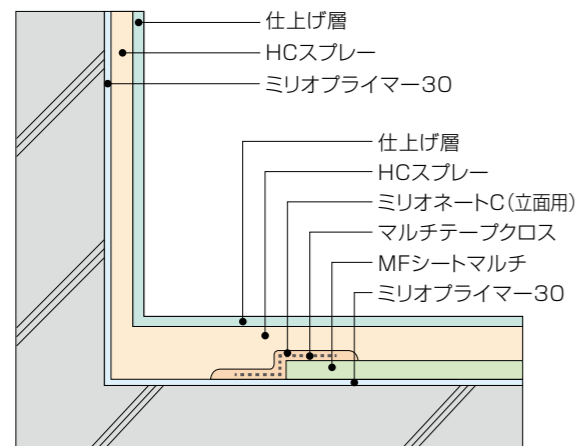 仕上げ層
HCスプレー
ミリオプライマー30
仕上げ層
HCスプレー
ミリオネートC(立面用)
マルチテープクロス
MFシートマルチ
ミリオプライマー30